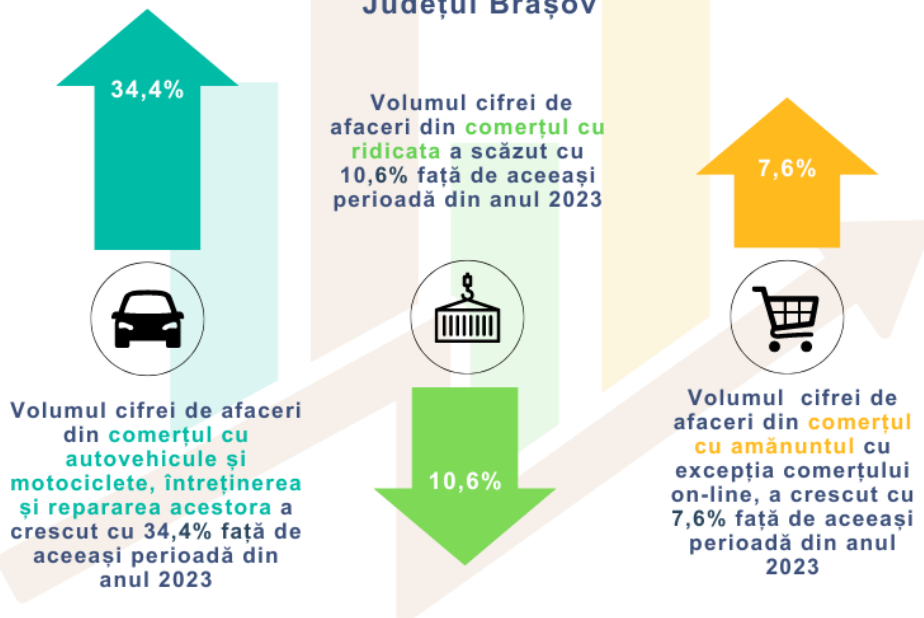 Județul Brașov
34,4%
Volumul cifrei de afaceri
din comerțul cu
autovehicule și
motociclete, întreținerea
și repararea acestora a
crescut cu 34,4% față de
aceeași perioadă din
anul 2023
Volumul cifrei de
afaceri din comerțul cu
ridicata a scăzut cu
10,6% față de aceeași
perioadă din anul 2023
10,6%
7,6%
Volumul cifrei de
afaceri din comerțul
cu amănuntul cu
excepția comerțului
on-line, a crescut cu
7,6% față de aceeași
perioadă din anul
2023